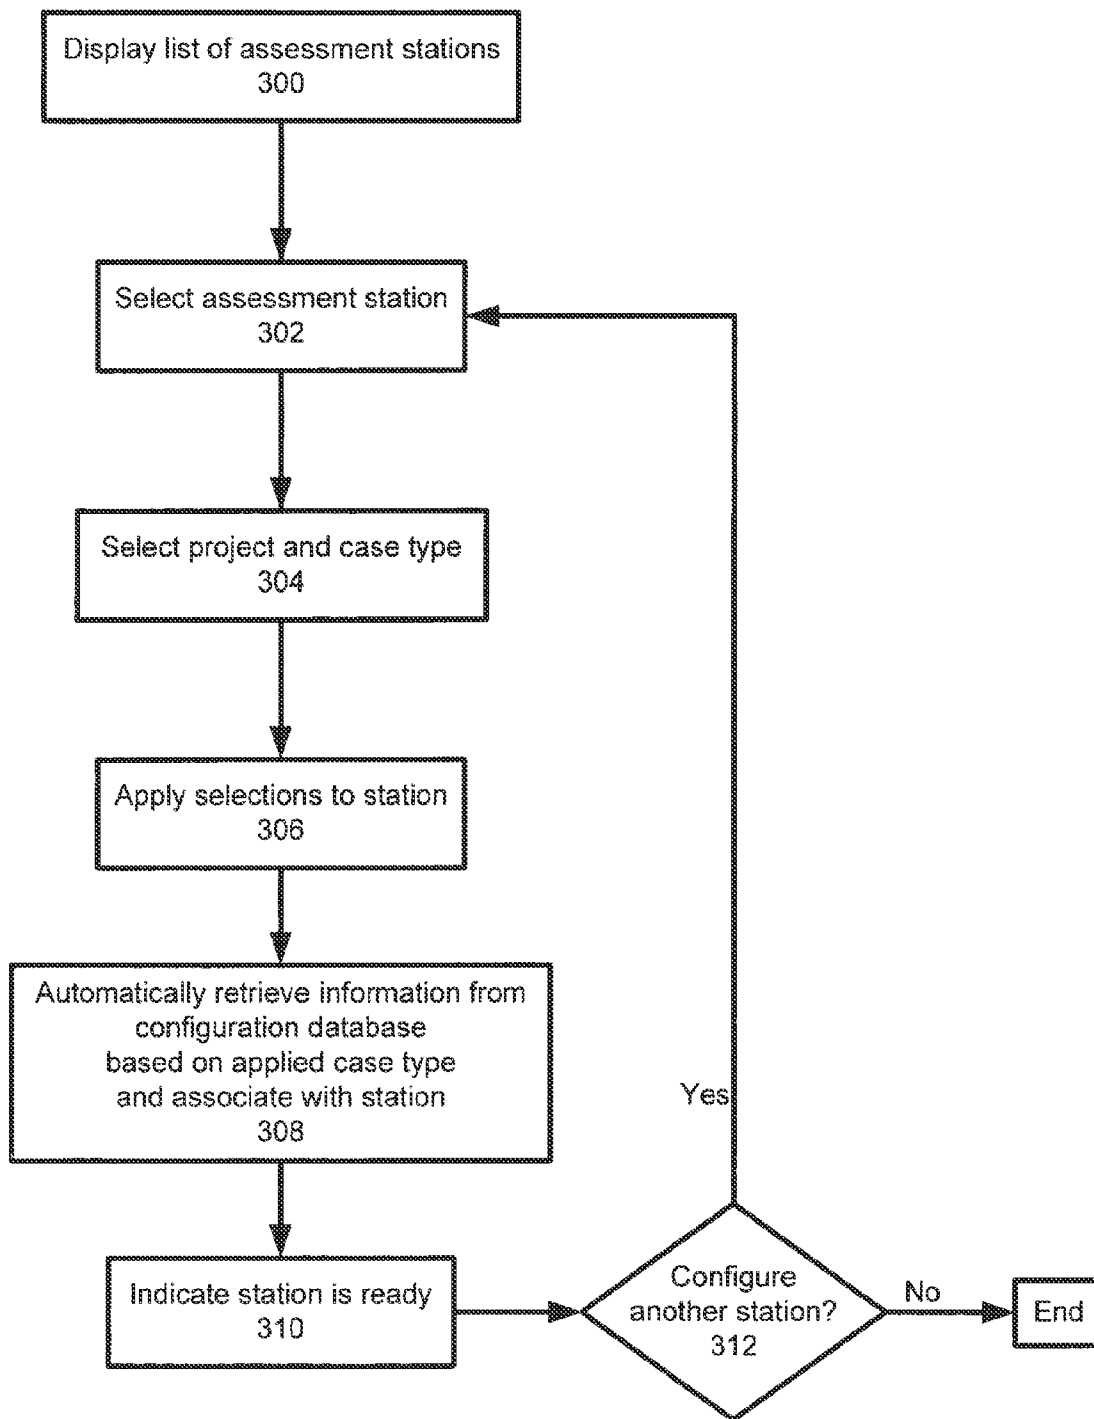 Display list of assessment stations
300
Select assessment station
302
Select project and case type
304
Apply selections to station
306
Automatically retrieve information from
configuration database
based on applied case type
and associate with station
308
Indicate station is ready
310
Configure
another station?
312
Yes
No
End